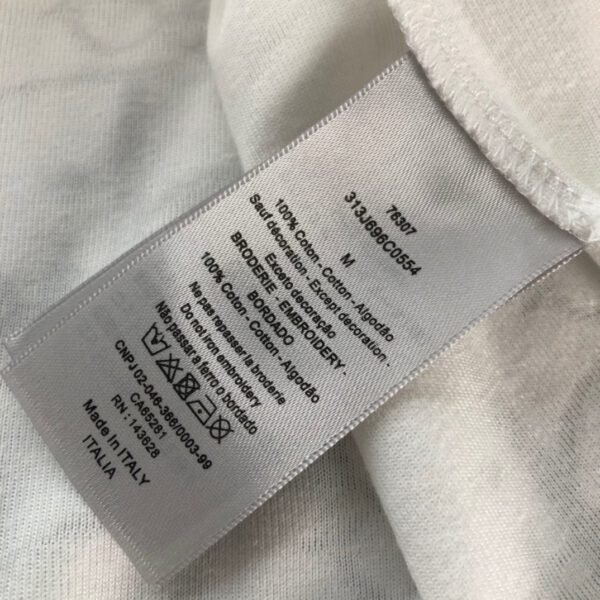 76307
313J696C0554
M
100% Coton - Cotton - Algodão
Sauf décoration - Except decoration -
Exceto decoração
BRODERIE - EMBROIDERY -
BORDADO
100% Coton - Cotton - Algodão
Ne pas repasser la broderie
Do not iron embroidery
Não passar a ferro o bordado
CNPJ 02-046-366/0003-99
CA65281
RN : 143628
Made In ITALY
ITALIA